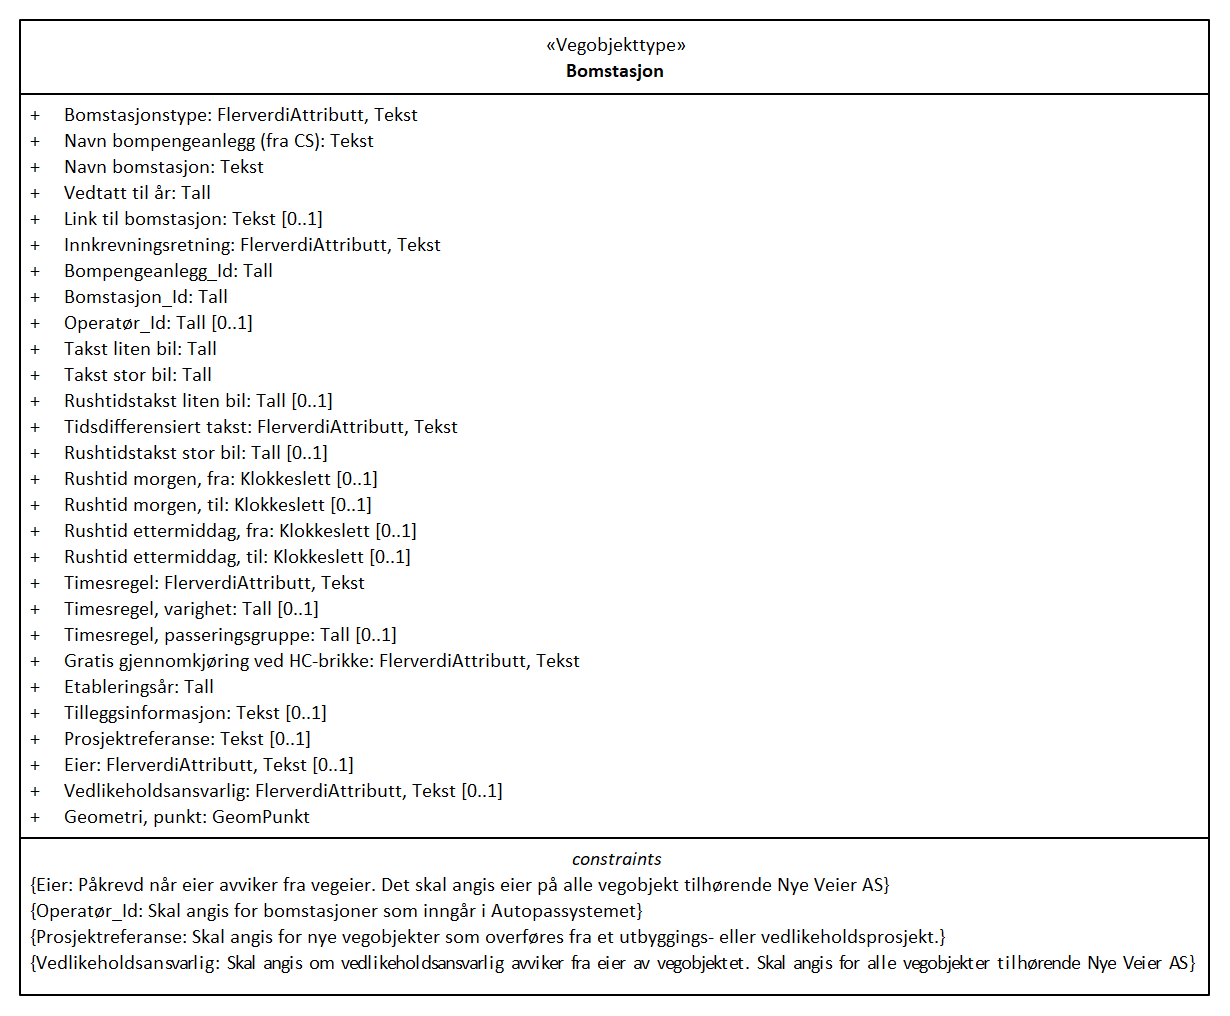 «Vegobjekttype»
Bomstasjon
+ Bomstasjonstype: FlerverdiAttributt, Tekst
+ Navn bompengeanlegg (fra CS): Tekst
+ Navn bomstasjon: Tekst
+ Vedtatt til år: Tall
+ Link til bomstasjon: Tekst [0..1]
+ Innkrevningsretning: FlerverdiAttributt, Tekst
+ Bompengeanlegg_Id: Tall
+ Bomstasjon_Id: Tall
+ Operatør_Id: Tall [0..1]
+ Takst liten bil: Tall
+ Takst stor bil: Tall
+ Rushtidstakst liten bil: Tall [0..1]
+ Tidsdifferensiert takst: FlerverdiAttributt, Tekst
+ Rushtidstakst stor bil: Tall [0..1]
+ Rushtid morgen, fra: Klokkeslett [0..1]
+ Rushtid morgen, til: Klokkeslett [0..1]
+ Rushtid ettermiddag, fra: Klokkeslett [0..1]
+ Rushtid ettermiddag, til: Klokkeslett [0..1]
+ Timesregel: FlerverdiAttributt, Tekst
+ Timesregel, varighet: Tall [0..1]
+ Timesregel, passeringsgruppe: Tall [0..1]
+ Gratis gjennomkjøring ved HC-brikke: FlerverdiAttributt, Tekst
+ Etableringsår: Tall
+ Tilleggsinformasjon: Tekst [0..1]
+ Prosjektreferanse: Tekst [0..1]
+ Eier: FlerverdiAttributt, Tekst [0..1]
+ Vedlikeholdsansvarlig: FlerverdiAttributt, Tekst [0..1]
+ Geometri, punkt: GeomPunkt
constraints
{Eier: Påkrevd når eier avviker fra vegeier. Det skal angis eier på alle vegobjekt tilhørende Nye Veier AS}
{Operatør_Id: Skal angis for bomstasjoner som inngår i Autopassystemet}
{Prosjektreferanse: Skal angis for nye vegobjekter som overføres fra et utbyggings- eller vedlikeholdsprosjekt.}
{Vedlikeholdsansvarlig: Skal angis om vedlikeholdsansvarlig avviker fra eier av vegobjektet. Skal angis for alle vegobjekter tilhørende Nye Veier AS}